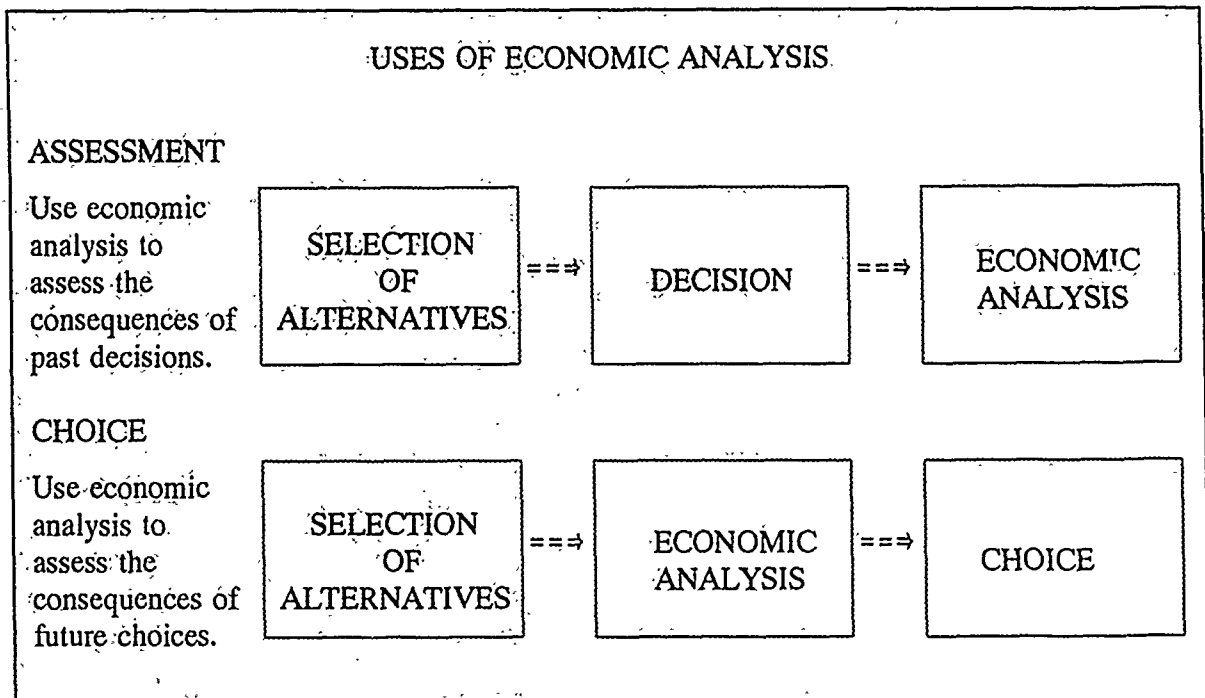 USES OF ECONOMIC ANALYSIS
ASSESSMENT
Use economic
analysis to
assess the
consequences of
past decisions.
SELECTION
OF
ALTERNATIVES
===⇒
DECISION
===⇒
ECONOMIC
ANALYSIS
CHOICE
Use economic
analysis to
assess the
consequences of
future choices.
SELECTION
OF
ALTERNATIVES
===⇒
ECONOMIC
ANALYSIS
===⇒
CHOICE